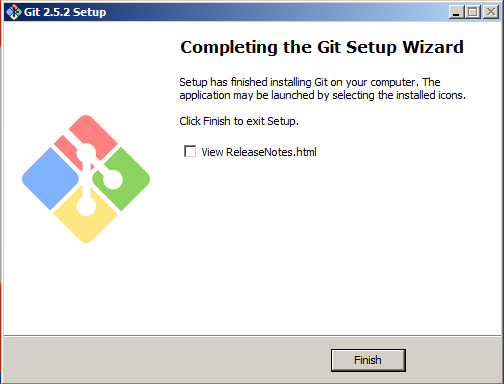 Git 2.5.2 Setup
Completing the Git Setup Wizard
Setup has finished installing Git on your computer. The
application may be launched by selecting the installed icons.
Click Finish to exit Setup.
View ReleaseNotes.html
Finish